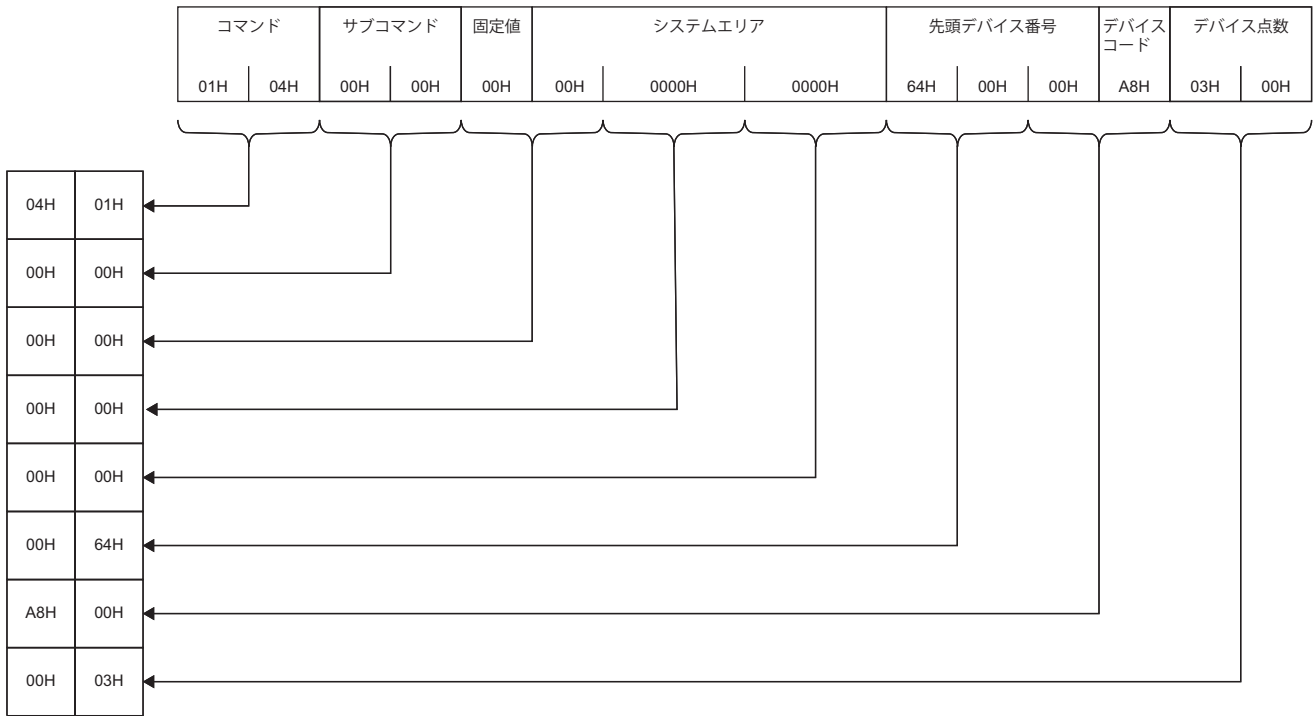 コマンド サブコマンド 固定値 システムエリア 先頭デバイス番号 デバイス デバイス点数
コード
01H 04H 00H 00H 00H 00H 0000H 0000H 64H 00H 00H A8H 03H 00H
04H 01H
00H 00H
00H 00H
00H 00H
00H 00H
00H 64H
A8H 00H
00H 03H